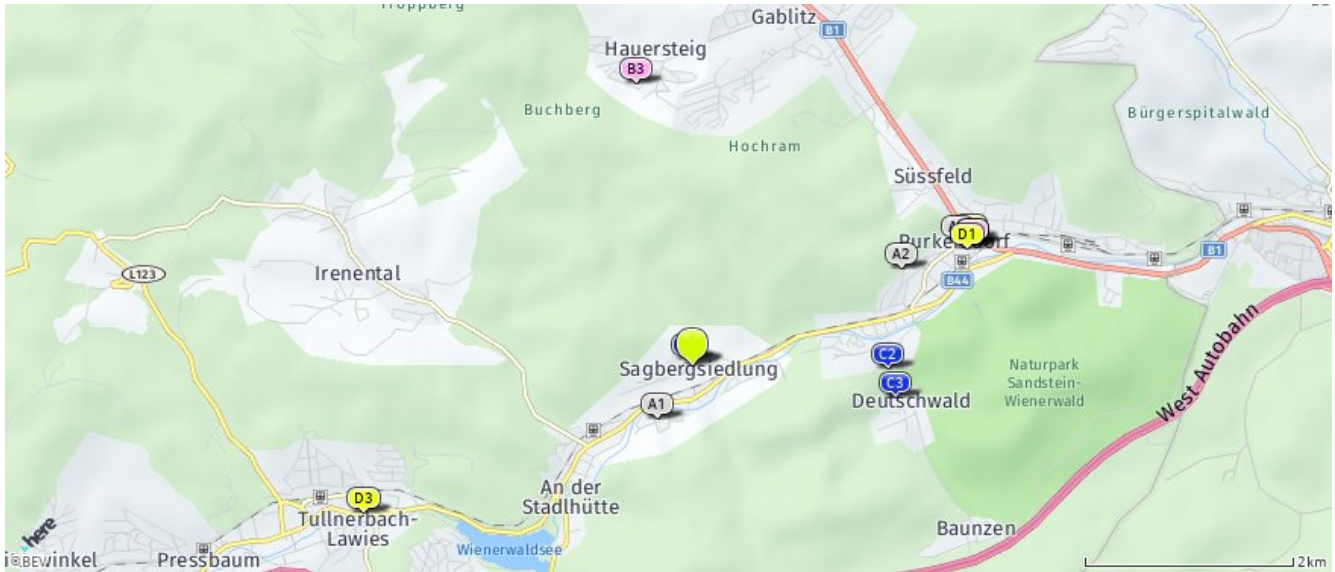 Troppberg
Gablitz
B1
Hauersteig
B3
Buchberg
Bürgerspitalwald
Hochram
Süssfeld
D1
Purkersdorf
A2
B1
Irenental
L123
B44
Sagbergsiedlung
C2
Naturpark
Sandstein-
Wienerwald
West Autobahn
C3
Deutschwald
A1
An der
Stadlhütte
D3
Tullnerbach-
Lawies
Baunzen
here
Wienerwaldsee
©BEV
Pressbaum
2km